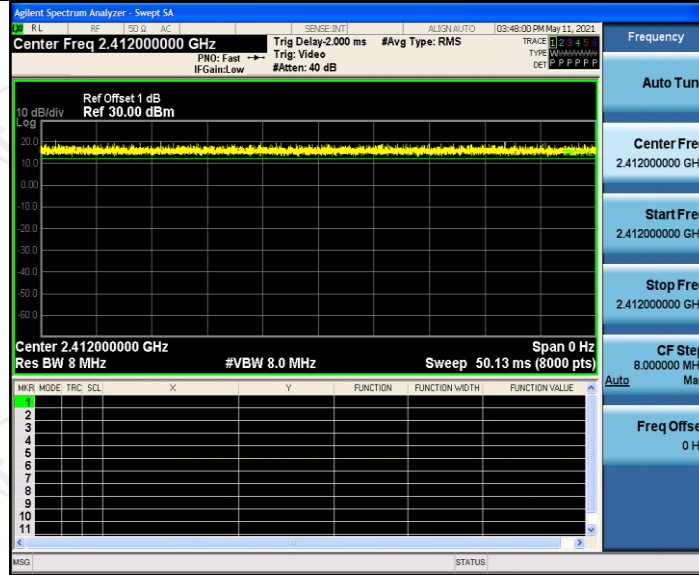 Agilent Spectrum Analyzer - Swept SA
RL RF 50 Ω AC SENSE:INT ALIGN AUTO 03:48:00 PM May 11, 2021
Center Freq 2.412000000 GHz
PNO: Fast
IFGain:Low
Trig Delay-2.000 ms
Trig: Video
#Atten: 40 dB
#Avg Type: RMS
TRACE 1 2 3 4 5 6
TYPE W
DET P P P P P P
Ref Offset 1 dB
10 dB/div Ref 30.00 dBm
Log
20.0
10.0
0.00
-10.0
-20.0
-30.0
-40.0
-50.0
-60.0
Center 2.412000000 GHz Span 0 Hz
Res BW 8 MHz #VBW 8.0 MHz Sweep 50.13 ms (8000 pts)
MKR MODE TRC SCL X Y FUNCTION FUNCTION WIDTH FUNCTION VALUE
1
2
3
4
5
6
7
8
9
10
11
MSG STATUS
Frequency
Auto Tun
Center Fre
2.412000000 GH
Start Fre
2.412000000 GH
Stop Fre
2.412000000 GH
CF Step
8.000000 MH
Auto Ma
Freq Offse
0 H